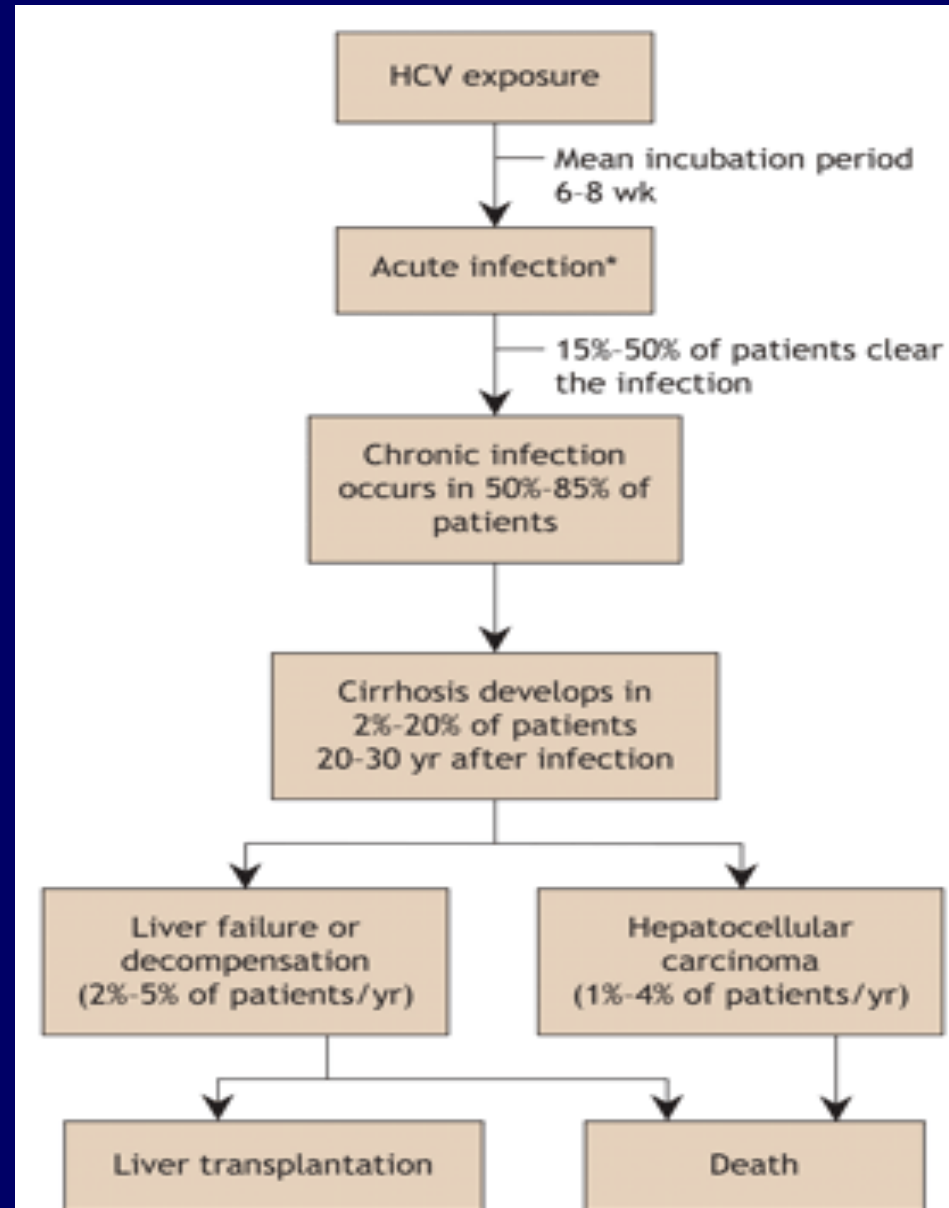 HCV exposure
Mean incubation period
6–8 wk
Acute infection*
15%–50% of patients clear
the infection
Chronic infection
occurs in 50%–85% of
patients
Cirrhosis develops in
2%–20% of patients
20–30 yr after infection
Liver failure or
decompensation
(2%–5% of patients/yr)
Hepatocellular
carcinoma
(1%–4% of patients/yr)
Liver transplantation
Death